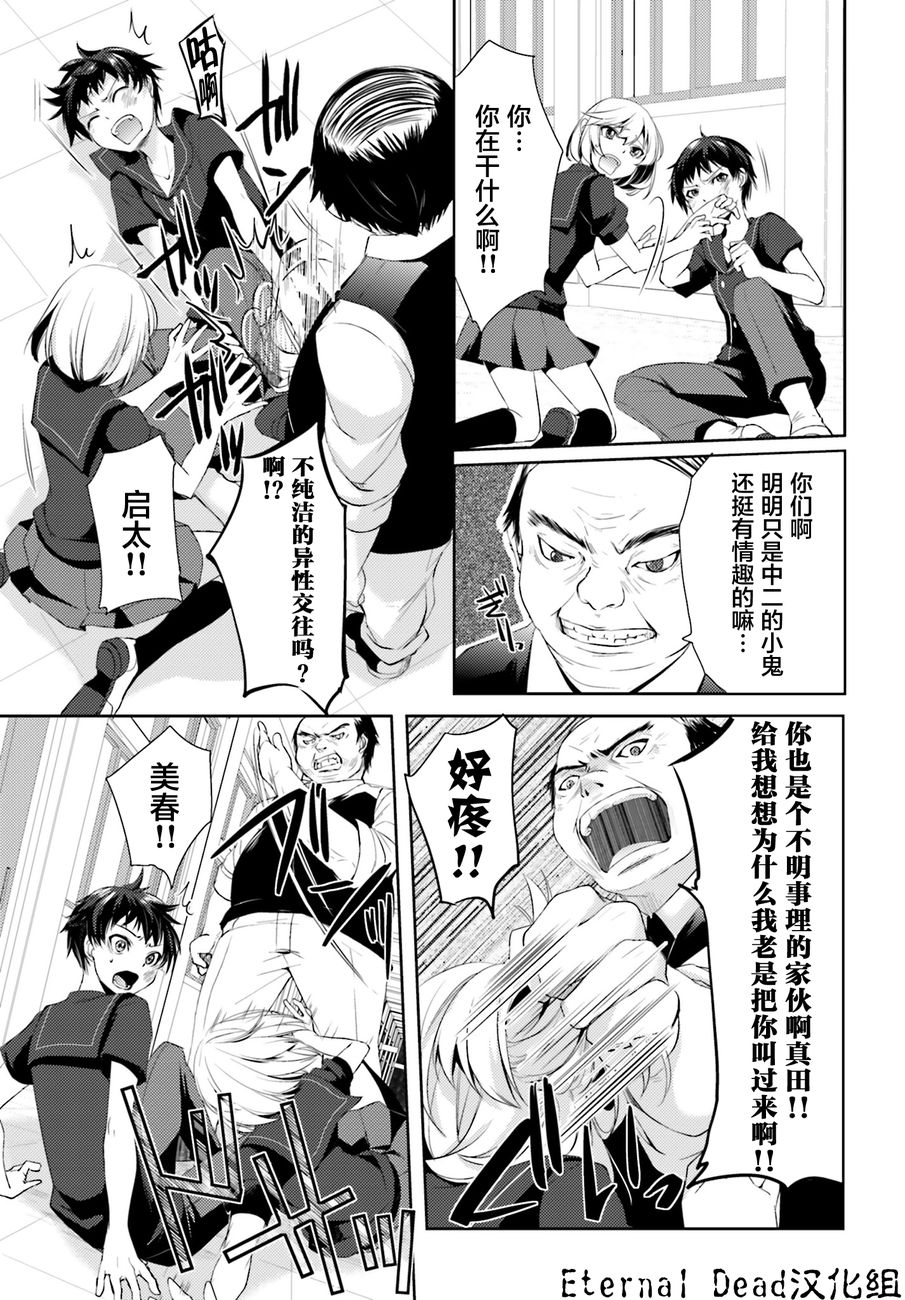 你…
你在干什么啊!!
你们啊
明明只是中二的小鬼
还挺有情趣的嘛…
咕啊
不纯洁的异性交往吗？
啊!?
启太!!
你也是个不明事理的家伙啊真田!!
给我想想为什么我老是把你叫过来啊!!
好疼!!
美春!!
Eternal Dead汉化组